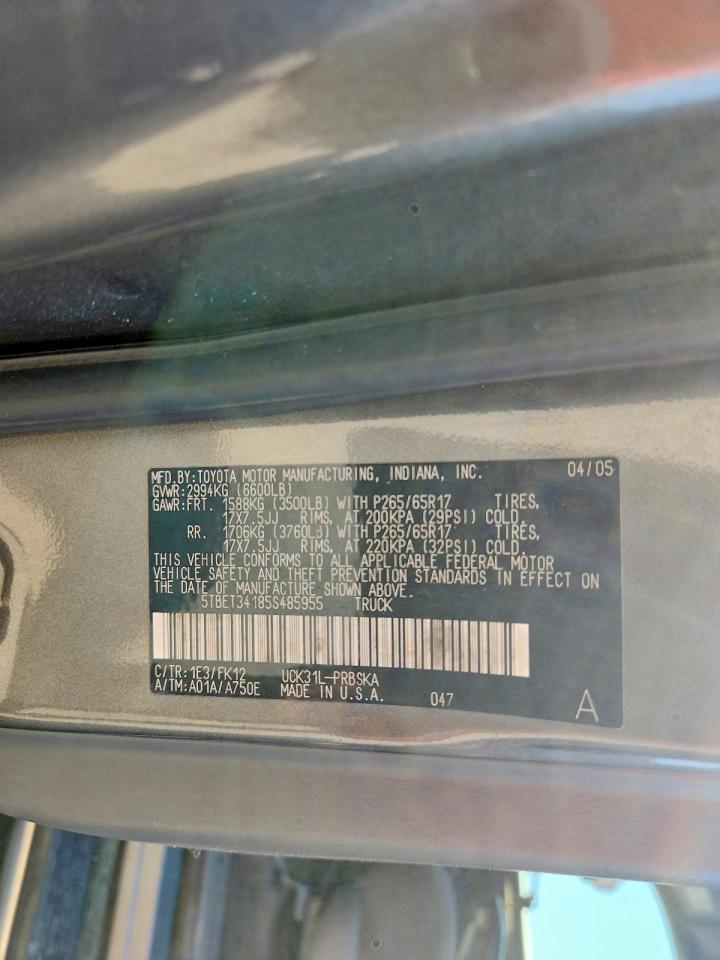 MFD.BY:TOYOTA MOTOR MANUFACTURING, INDIANA, INC. 04/05
GVWR:2994KG (6600LB)
GAWR:FRT. 1588KG (3500LB) WITH P265/65R17 TIRES,
17X7.5JJ RIMS, AT 200KPA (29PSI) COLD,
RR. 1706KG (3760LB) WITH P265/65R17 TIRES,
17X7.5JJ RIMS, AT 220KPA (32PSI) COLD,
THIS VEHICLE CONFORMS TO ALL APPLICABLE FEDERAL MOTOR
VEHICLE SAFETY AND THEFT PREVENTION STANDARDS IN EFFECT ON
THE DATE OF MANUFACTURE SHOWN ABOVE.
5TBET34185S485955 TRUCK
C/TR:1E3/FK12 UCK31L-PRBSKA
A/TM:A01A/A750E MADE IN U.S.A. 047 A